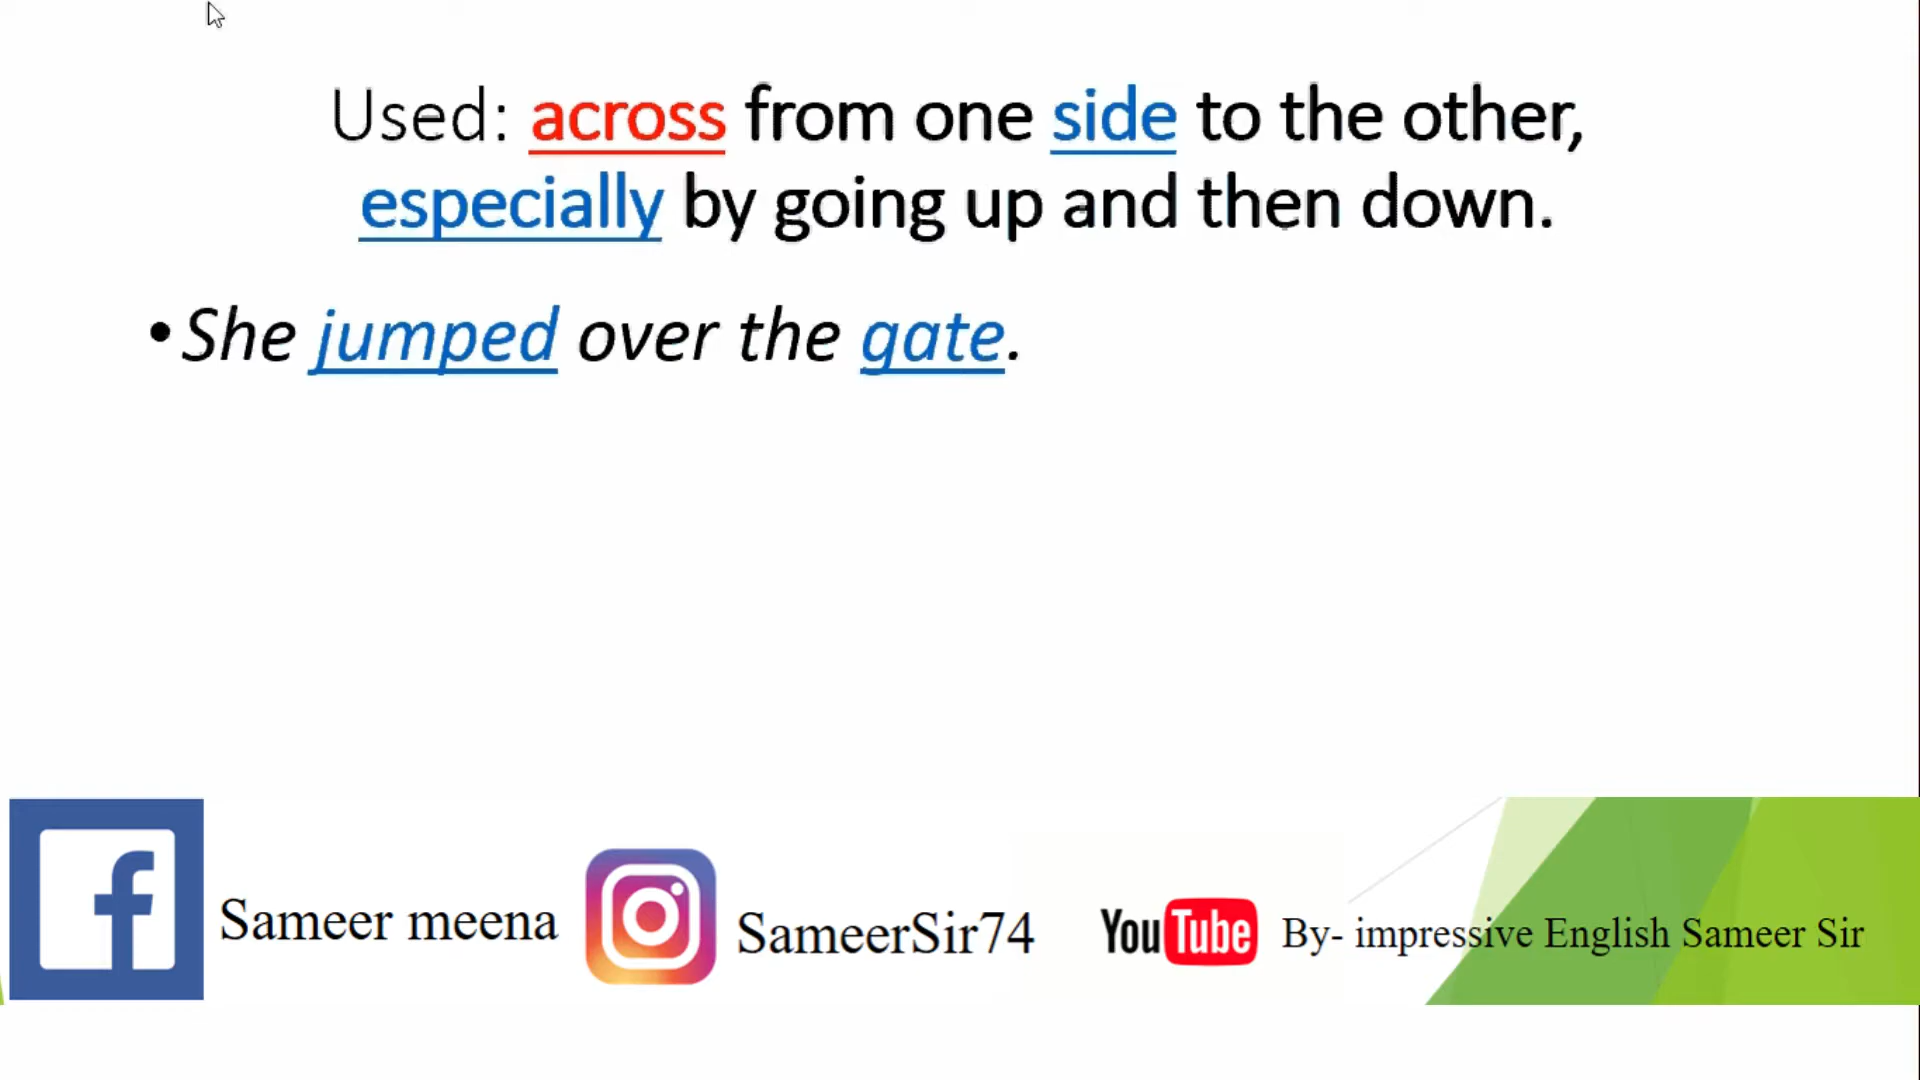 Used: across from one side to the other,
especially by going up and then down.
•She jumped over the gate.
f
Sameer meena
SameerSir74
YouTube
By- impressive English Sameer Sir